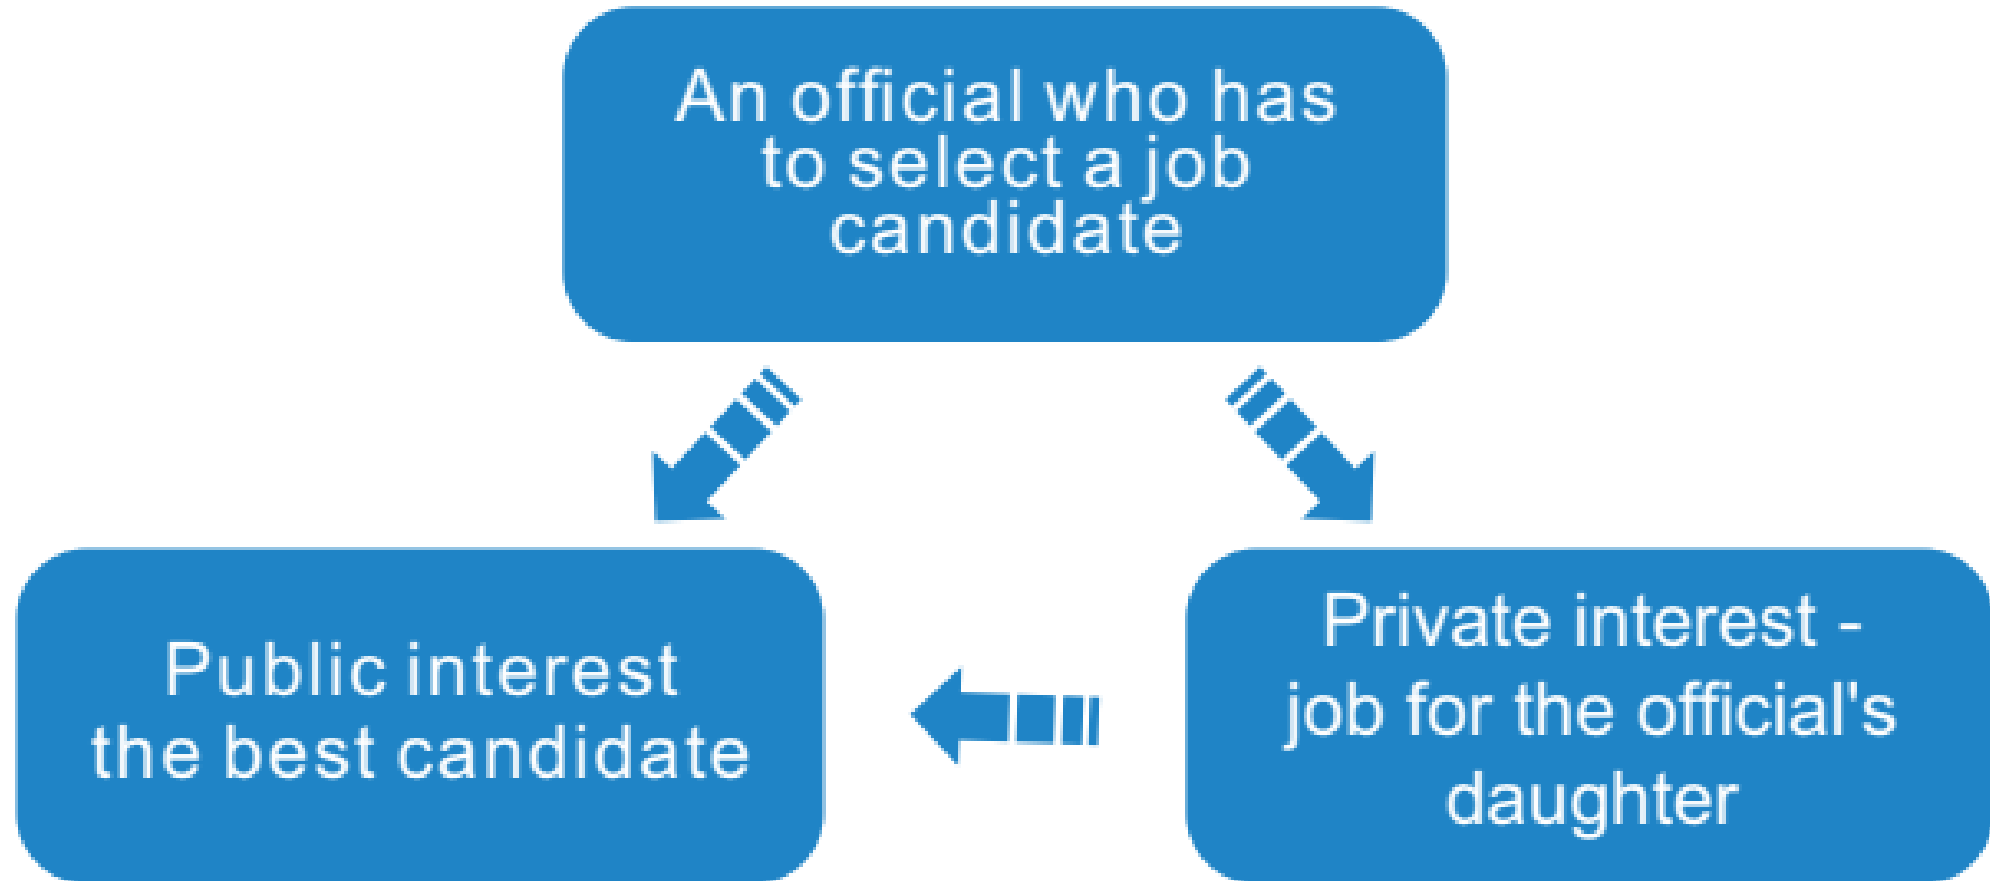 An official who has
to select a job
candidate
Public interest
the best candidate
Private interest -
job for the official's
daughter